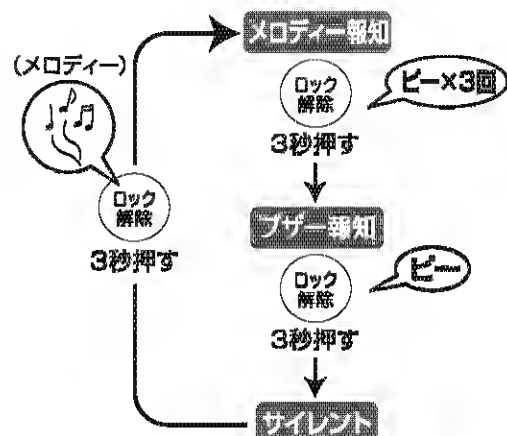 メロディー報知
(メロディー)
ロック
解除
ピー×3回
3秒押す
ロック
解除
3秒押す
ブザー報知
ロック
解除
ピー
3秒押す
サイレント